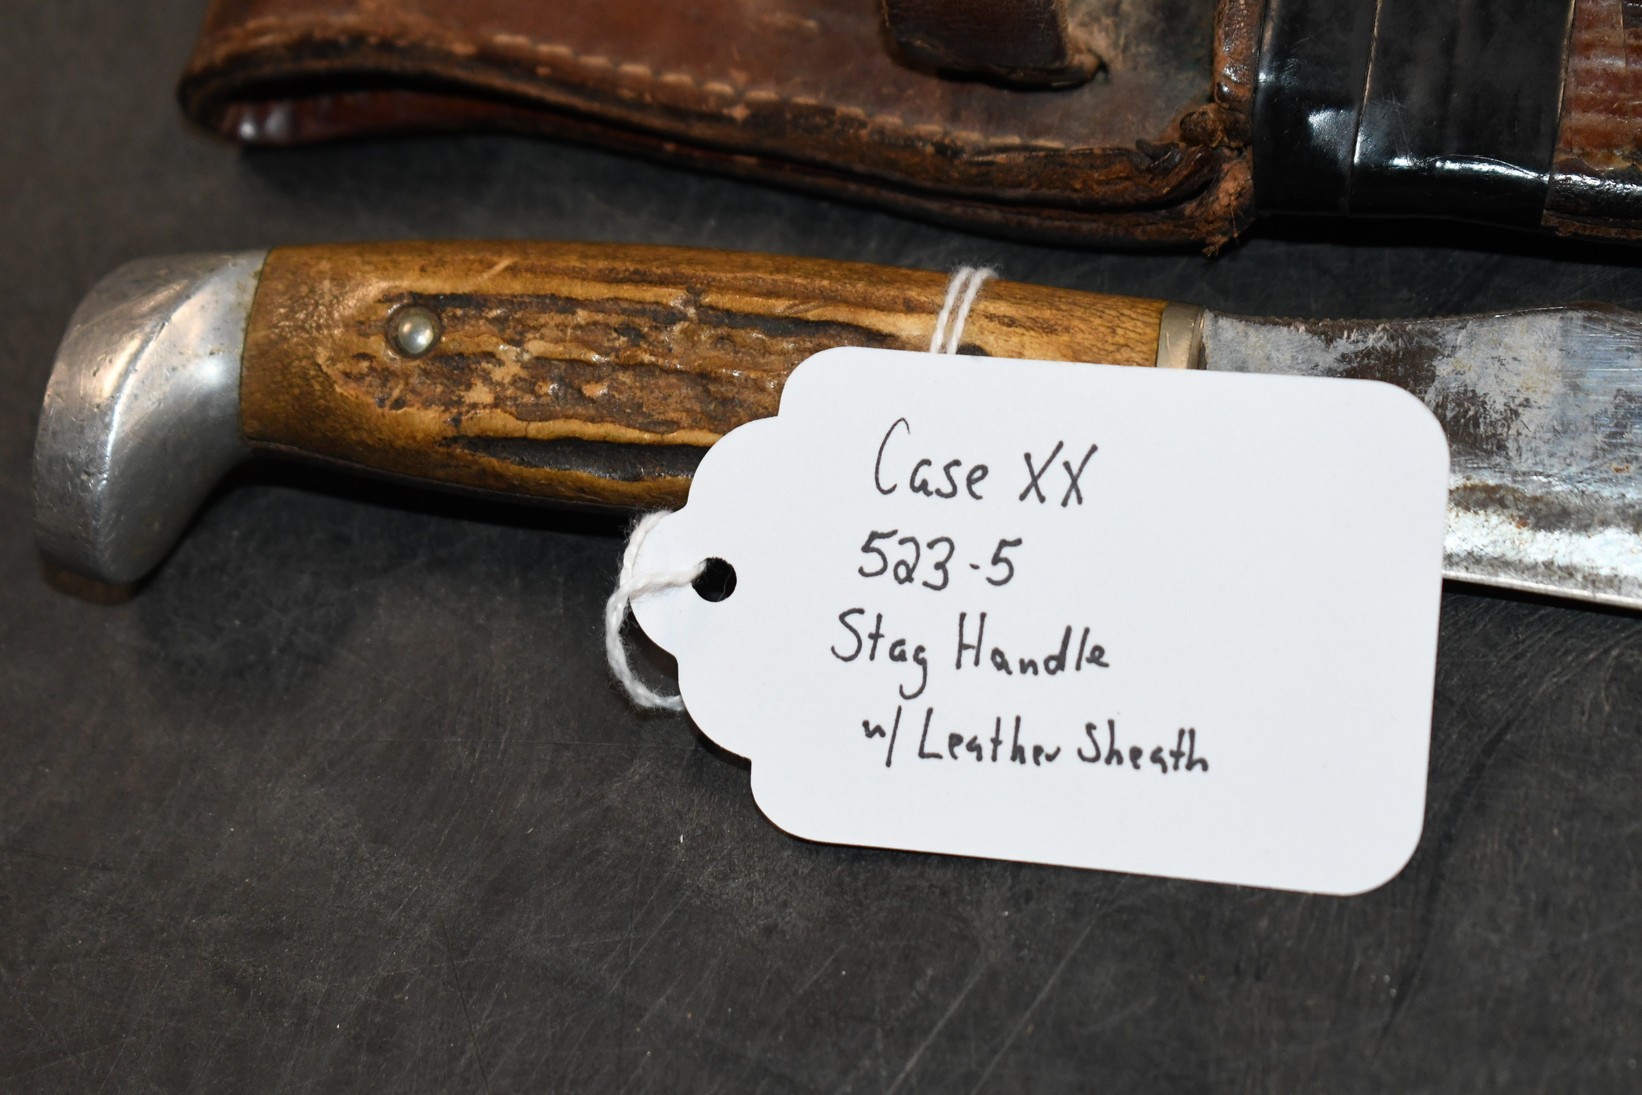 Case XX
523-5
Stag Handle
w/ Leather Sheath